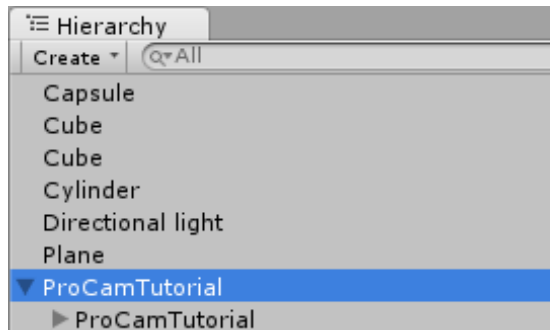 Hierarchy
Create All
Capsule
Cube
Cube
Cylinder
Directional light
Plane
ProCamTutorial
ProCamTutorial